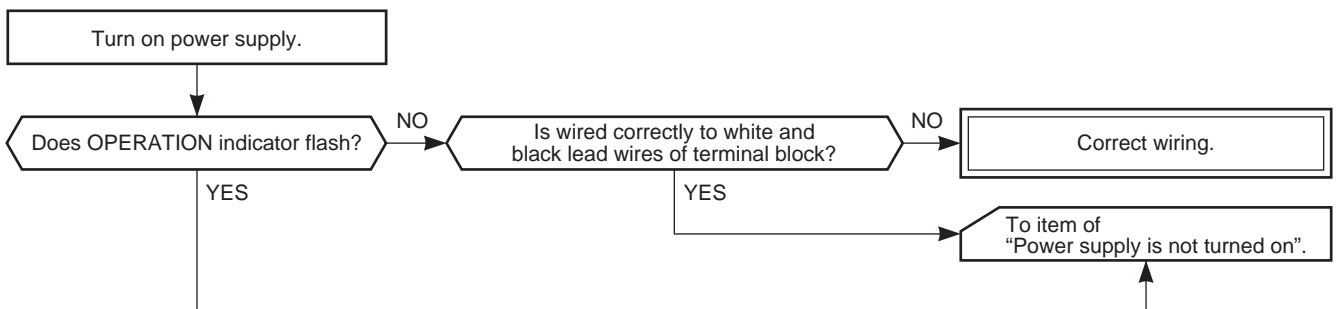 Turn on power supply.
Does OPERATION indicator flash?
NO
Is wired correctly to white and
black lead wires of terminal block?
NO
Correct wiring.
YES
YES
To item of
“Power supply is not turned on”.